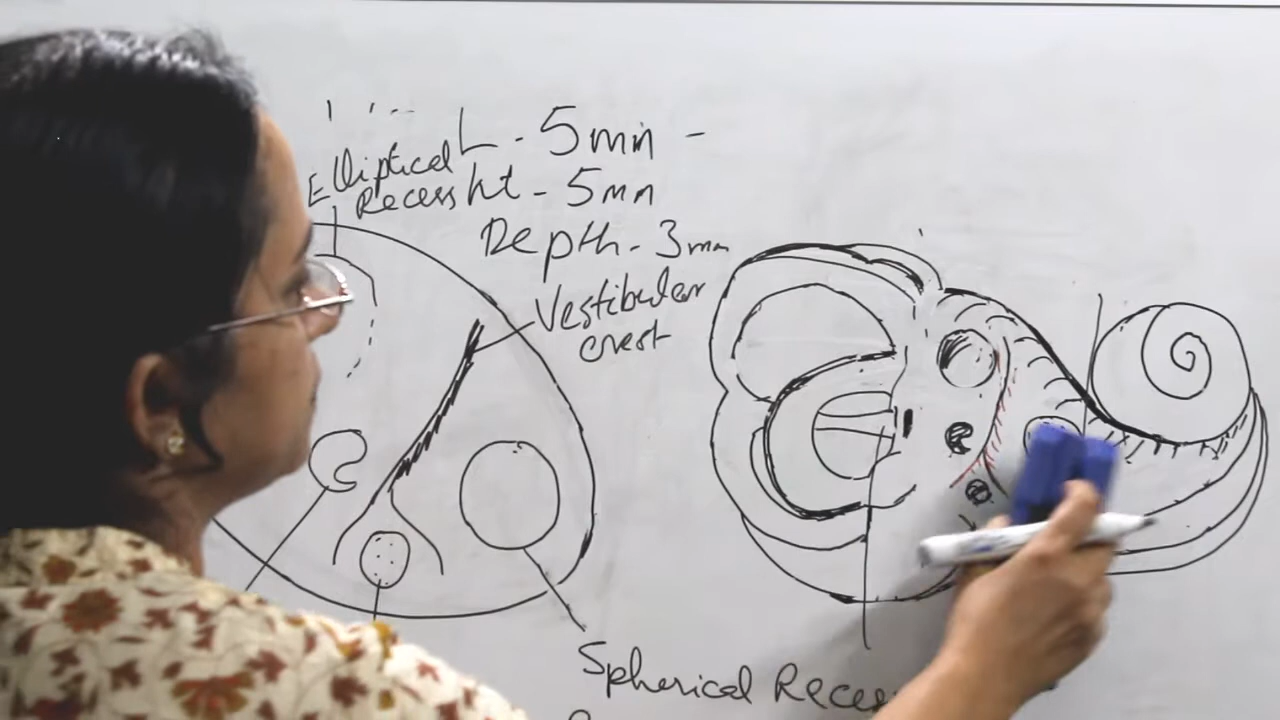 L - 5mm -
Elliptical
Recess ht - 5mm
Depth - 3mm
Vestibular
crest
Spherical Recess